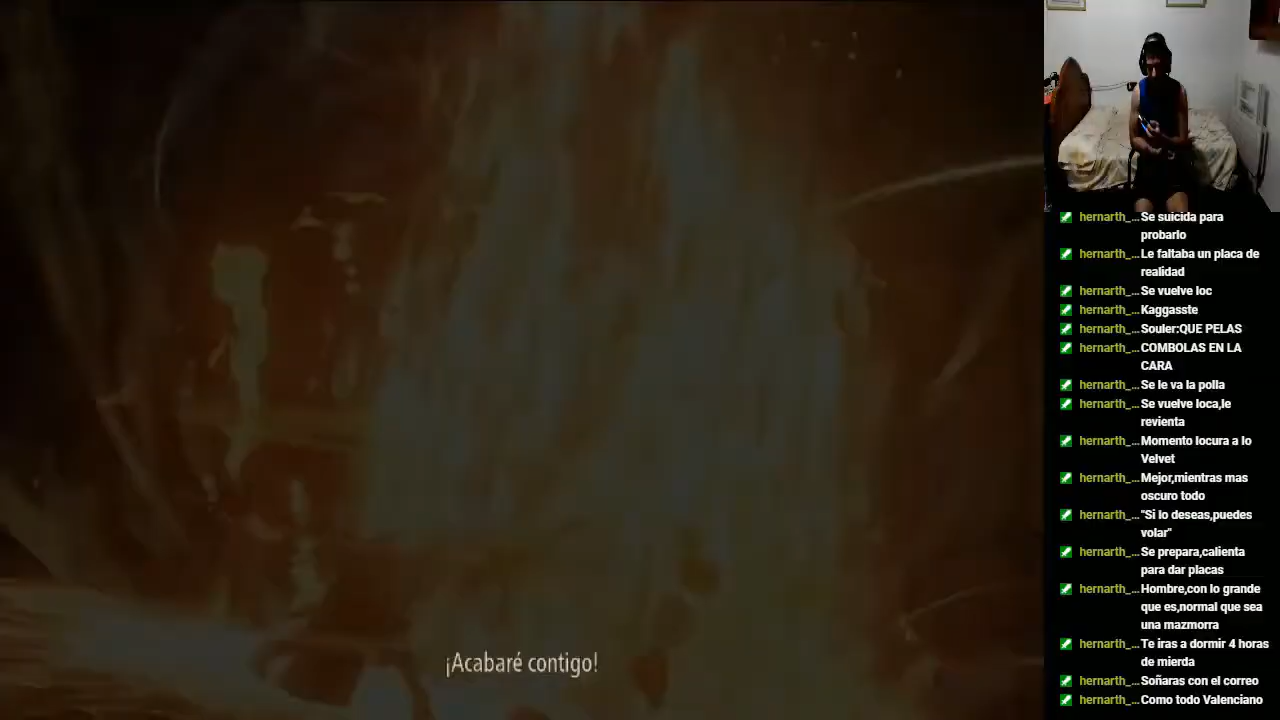 ¡Acabaré contigo!
hernarth_...Se suicida para
probarlo
hernarth_...Le faltaba un placa de
realidad
hernarth_...Se vuelve loc
hernarth_...Kaggasste
hernarth_...Souler:QUE PELAS
hernarth_...COMBOLAS EN LA
CARA
hernarth_...Se le va la polla
hernarth_...Se vuelve loca,le
revienta
hernarth_...Momento locura a lo
Velvet
hernarth_...Mejor,mientras mas
oscuro todo
hernarth_..."Si lo deseas,puedes
volar"
hernarth_...Se prepara,calienta
para dar placas
hernarth_...Hombre,con lo grande
que es,normal que sea
una mazmorra
hernarth_...Te iras a dormir 4 horas
de mierda
hernarth_...Soñaras con el correo
hernarth_...Como todo Valenciano